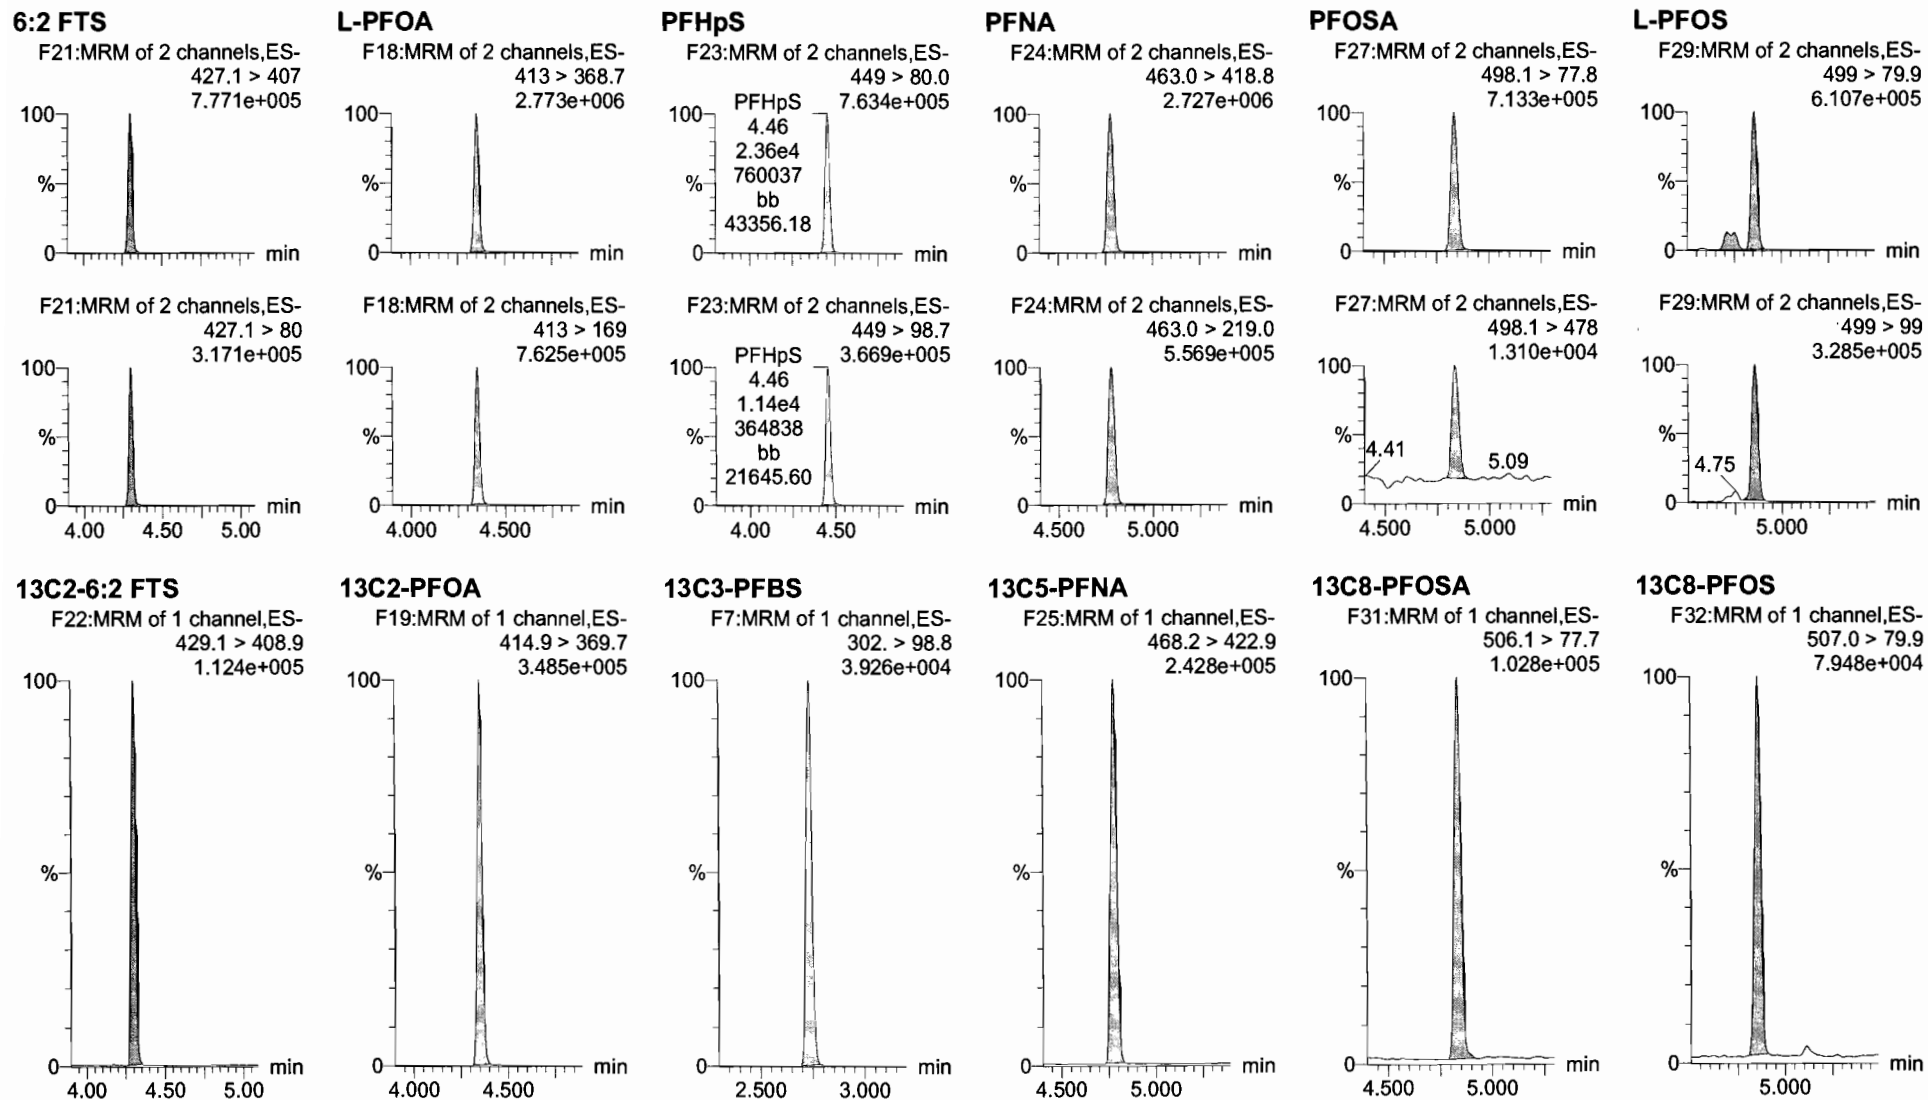 6:2 FTS
F21:MRM of 2 channels,ES-
427.1 > 407
7.771e+005
100
%
0
min
F21:MRM of 2 channels,ES-
427.1 > 80
3.171e+005
100
%
0
min
4.00 4.50 5.00
L-PFOA
F18:MRM of 2 channels,ES-
413 > 368.7
2.773e+006
100
%
0
min
F18:MRM of 2 channels,ES-
413 > 169
7.625e+005
100
%
0
min
4.000 4.500
PFHpS
F23:MRM of 2 channels,ES-
449 > 80.0
7.634e+005
PFHpS
4.46
2.36e4
760037
bb
43356.18
100
%
0
min
F23:MRM of 2 channels,ES-
449 > 98.7
3.669e+005
PFHpS
4.46
1.14e4
364838
bb
21645.60
100
%
0
min
4.00 4.50
PFNA
F24:MRM of 2 channels,ES-
463.0 > 418.8
2.727e+006
100
%
0
min
F24:MRM of 2 channels,ES-
463.0 > 219.0
5.569e+005
100
%
0
min
4.500 5.000
PFOSA
F27:MRM of 2 channels,ES-
498.1 > 77.8
7.133e+005
100
%
0
min
F27:MRM of 2 channels,ES-
498.1 > 478
1.310e+004
100
%
4.41
5.09
0
min
4.500 5.000
L-PFOS
F29:MRM of 2 channels,ES-
499 > 79.9
6.107e+005
100
%
0
min
F29:MRM of 2 channels,ES-
499 > 99
3.285e+005
100
%
4.75
0
min
5.000
13C2-6:2 FTS
F22:MRM of 1 channel,ES-
429.1 > 408.9
1.124e+005
100
%
0
min
4.00 4.50 5.00
13C2-PFOA
F19:MRM of 1 channel,ES-
414.9 > 369.7
3.485e+005
100
%
0
min
4.000 4.500
13C3-PFBS
F7:MRM of 1 channel,ES-
302. > 98.8
3.926e+004
100
%
0
min
2.500 3.000
13C5-PFNA
F25:MRM of 1 channel,ES-
468.2 > 422.9
2.428e+005
100
%
0
min
4.500 5.000
13C8-PFOSA
F31:MRM of 1 channel,ES-
506.1 > 77.7
1.028e+005
100
%
0
min
4.500 5.000
13C8-PFOS
F32:MRM of 1 channel,ES-
507.0 > 79.9
7.948e+004
100
%
0
min
5.000